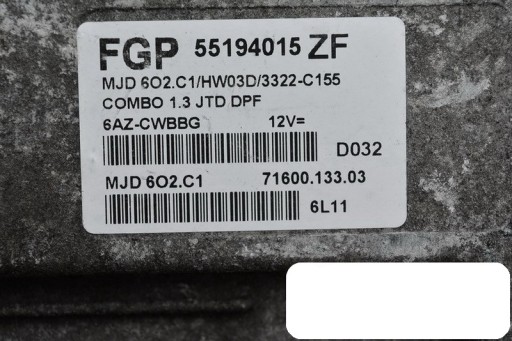 FGP 55194015 ZF
MJD 6O2.C1/HW03D/3322-C155
COMBO 1.3 JTD DPF
6AZ-CWBBG 12V=
D032
MJD 6O2.C1 71600.133.03
6L11